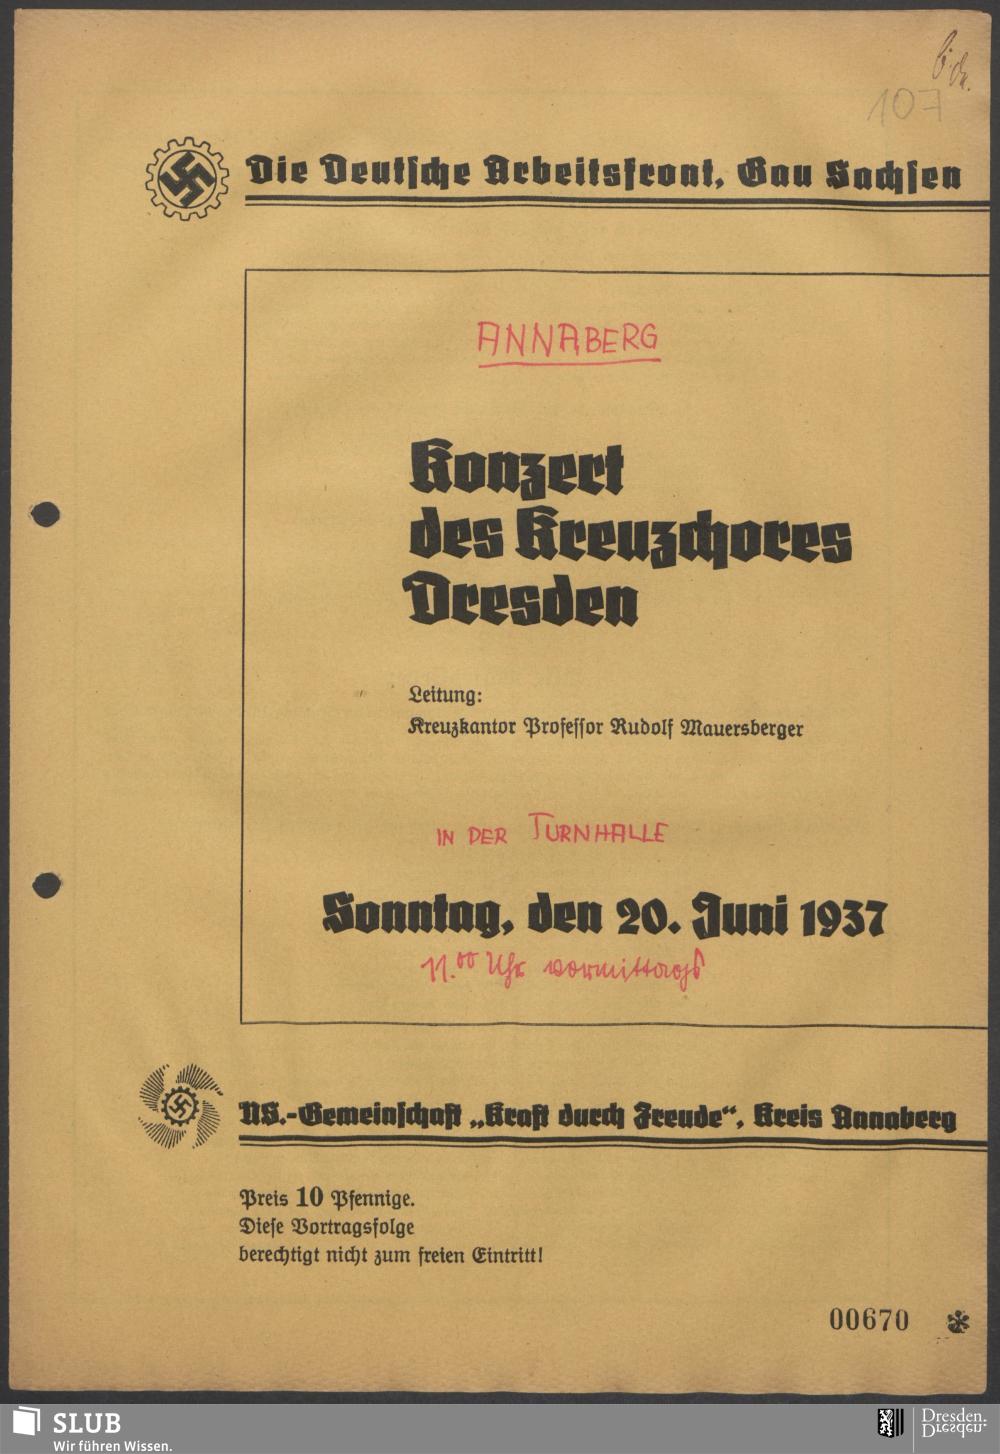 107
Die Deutsche Arbeitsfront, Gau Sachsen
ANNABERG
Konzert
des Kreuzchores
Dresden
Leitung:
Kreuzkantor Professor Rudolf Mauersberger
IN DER TURNHALLE
Sonntag, den 20. Juni 1937
11.00 Uhr vormittags
NS.-Gemeinschaft „Kraft durch Freude“, Kreis Annaberg
Preis 10 Pfennige.
Diese Vortragsfolge
berechtigt nicht zum freien Eintritt!
00670 *
SLUB
Wir führen Wissen.
Dresden.
Dresden.